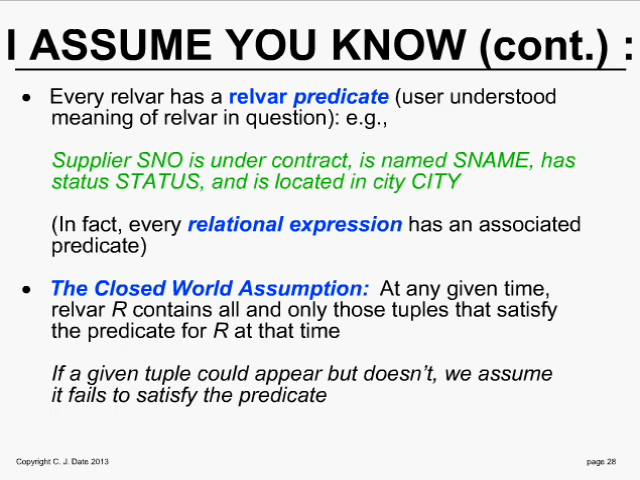 I ASSUME YOU KNOW (cont.) :
• Every relvar has a relvar predicate (user understood
meaning of relvar in question): e.g.,
Supplier SNO is under contract, is named SNAME, has
status STATUS, and is located in city CITY
(In fact, every relational expression has an associated
predicate)
• The Closed World Assumption: At any given time,
relvar R contains all and only those tuples that satisfy
the predicate for R at that time
If a given tuple could appear but doesn't, we assume
it fails to satisfy the predicate
Copyright C. J. Date 2013
page 28